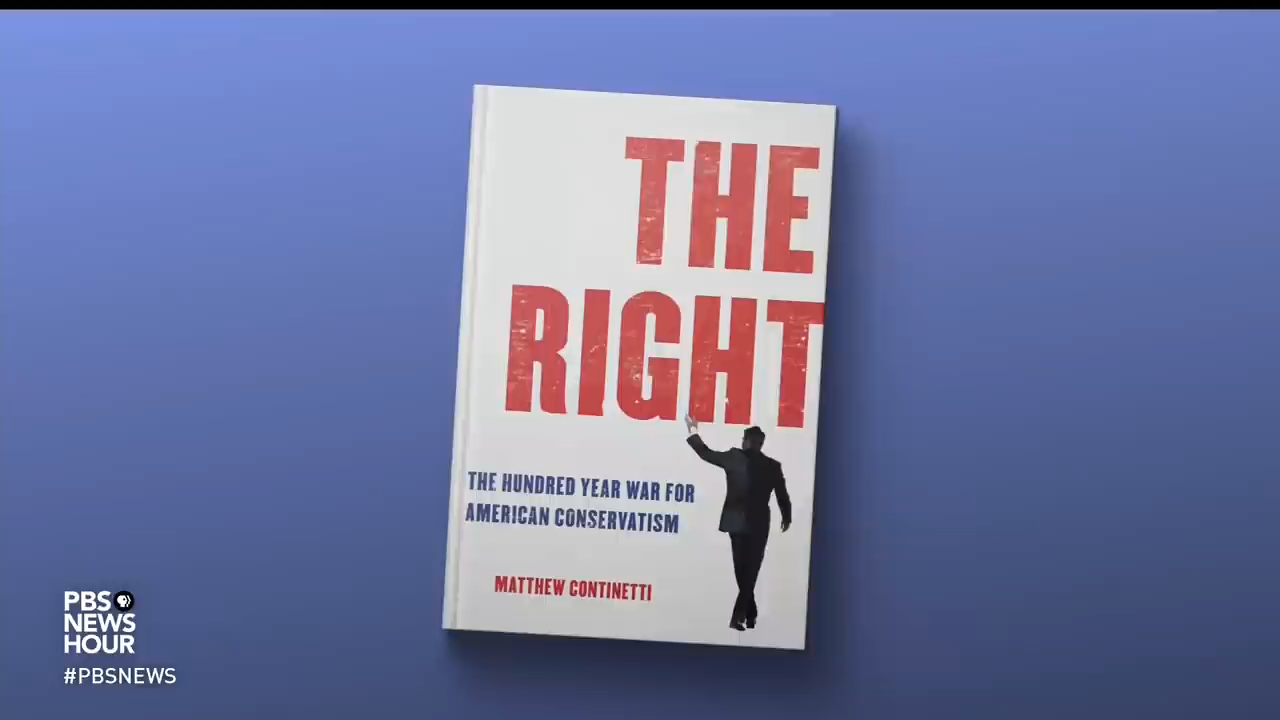 THE
RIGHT
THE HUNDRED YEAR WAR FOR
AMERICAN CONSERVATISM
MATTHEW CONTINETTI
PBS
NEWS
HOUR
#PBSNEWS